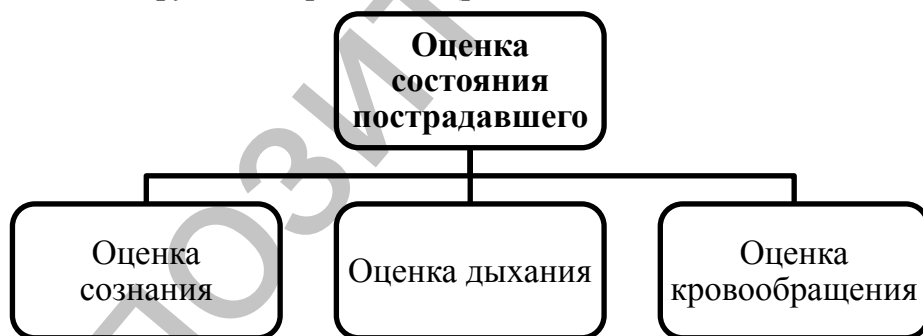 Оценка
состояния
пострадавшего
Оценка
сознания
Оценка дыхания
Оценка
кровообращения